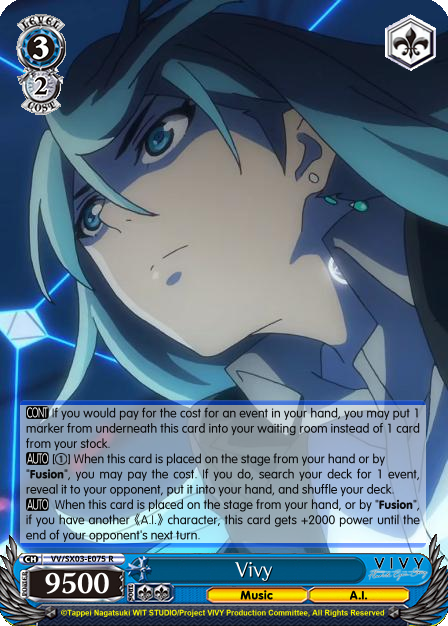 LEVEL
3
2
COST
CONT If you would pay for the cost for an event in your hand, you may put 1
marker from underneath this card into your waiting room instead of 1 card
from your stock.
AUTO [①] When this card is placed on the stage from your hand or by
"Fusion", you may pay the cost. If you do, search your deck for 1 event,
reveal it to your opponent, put it into your hand, and shuffle your deck.
AUTO When this card is placed on the stage from your hand, or by "Fusion",
if you have another 《A.I.》 character, this card gets +2000 power until the
end of your opponent's next turn.
CH VV/SX03-E075 R
POWER 9500 SOUL
Vivy
Music
A.I.
VIVY
Fluorite Eye's Song
©Tappei Nagatsuki WIT STUDIO/Project VIVY Production Committee, All Rights Reserved